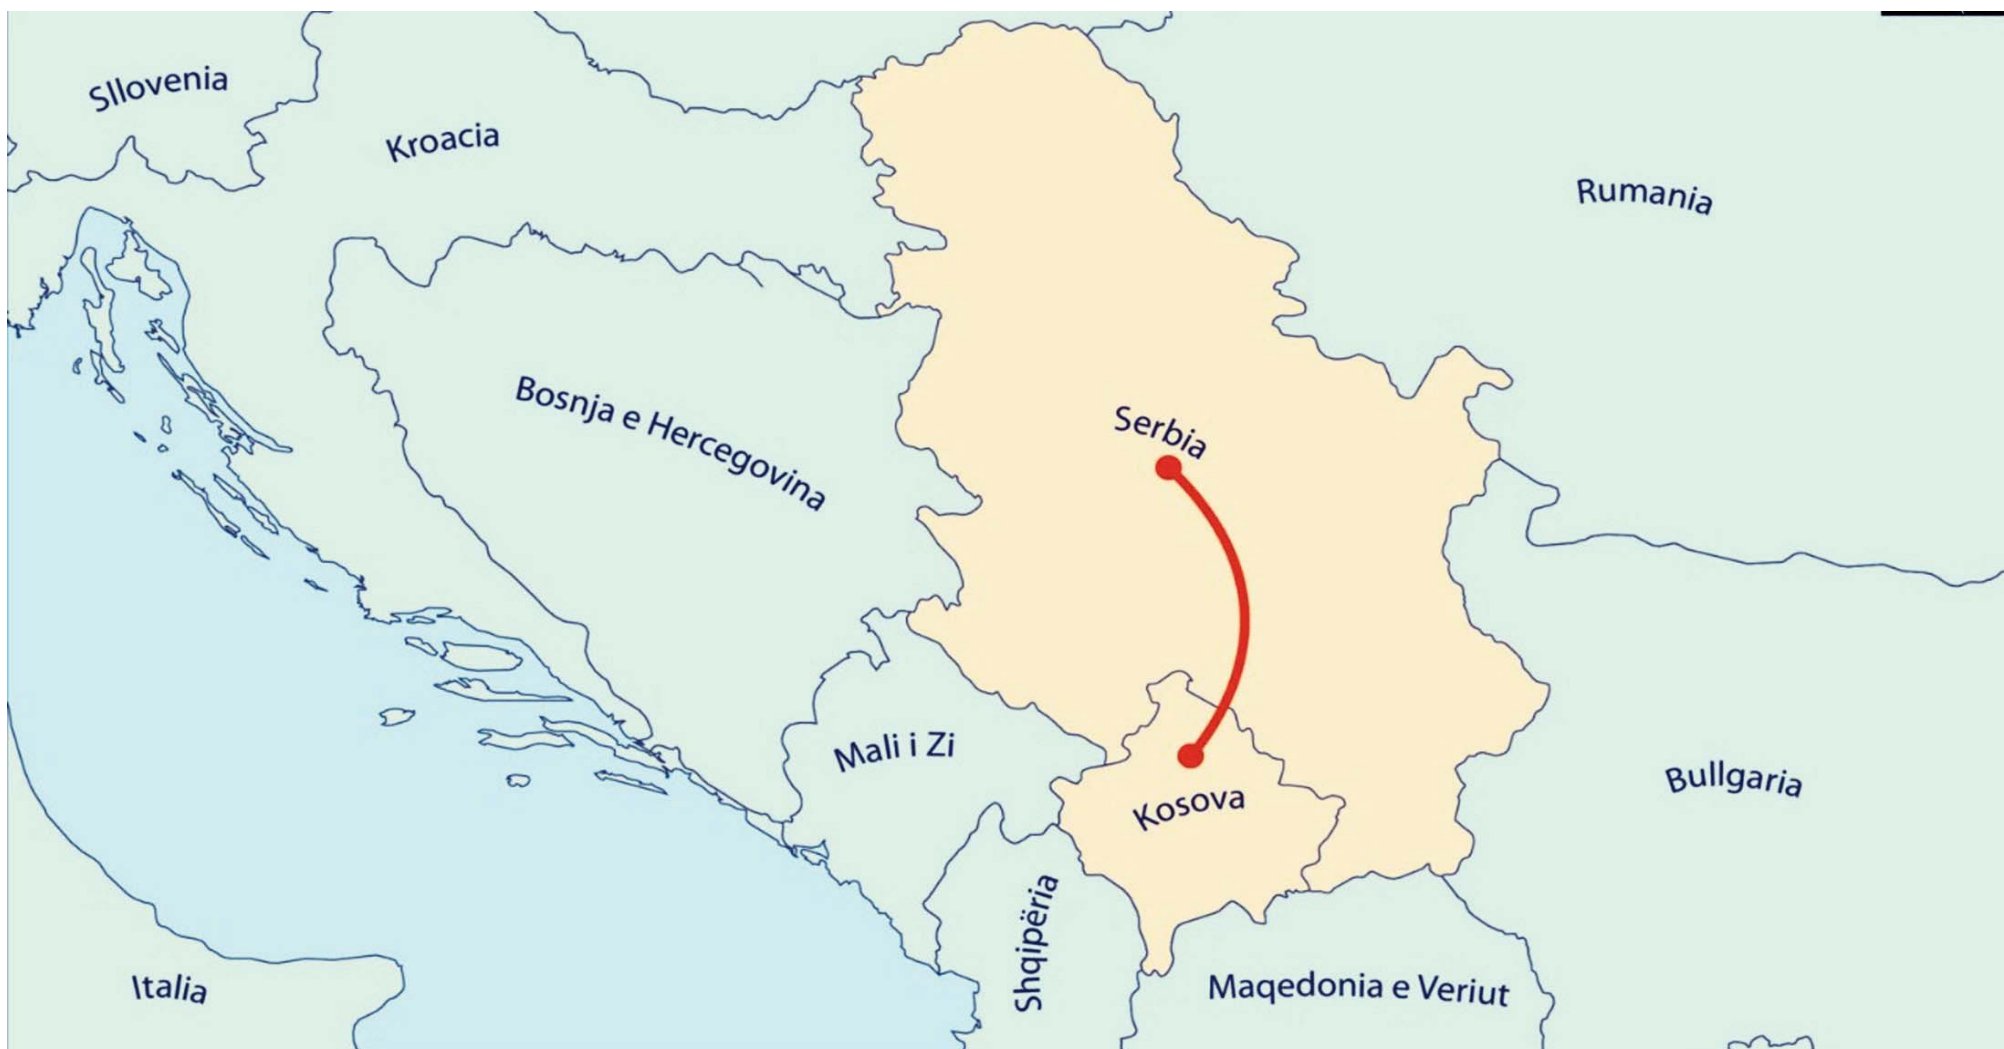 Sllovenia
Kroacia
Rumania
Bosnja e Hercegovina
Serbia
Mali i Zi
Kosova
Bullgaria
Shqipëria
Italia
Maqedonia e Veriut